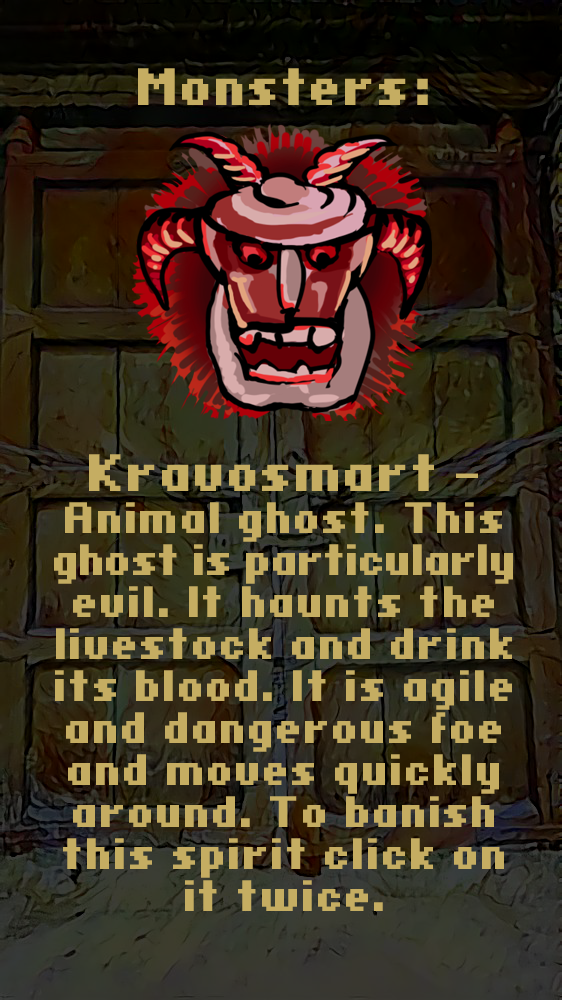 Monsters:
Kravosmart -
Animal ghost. This
ghost is particularly
evil. It haunts the
livestock and drink
its blood. It is agile
and dangerous foe
and moves quickly
around. To banish
this spirit click on
it twice.